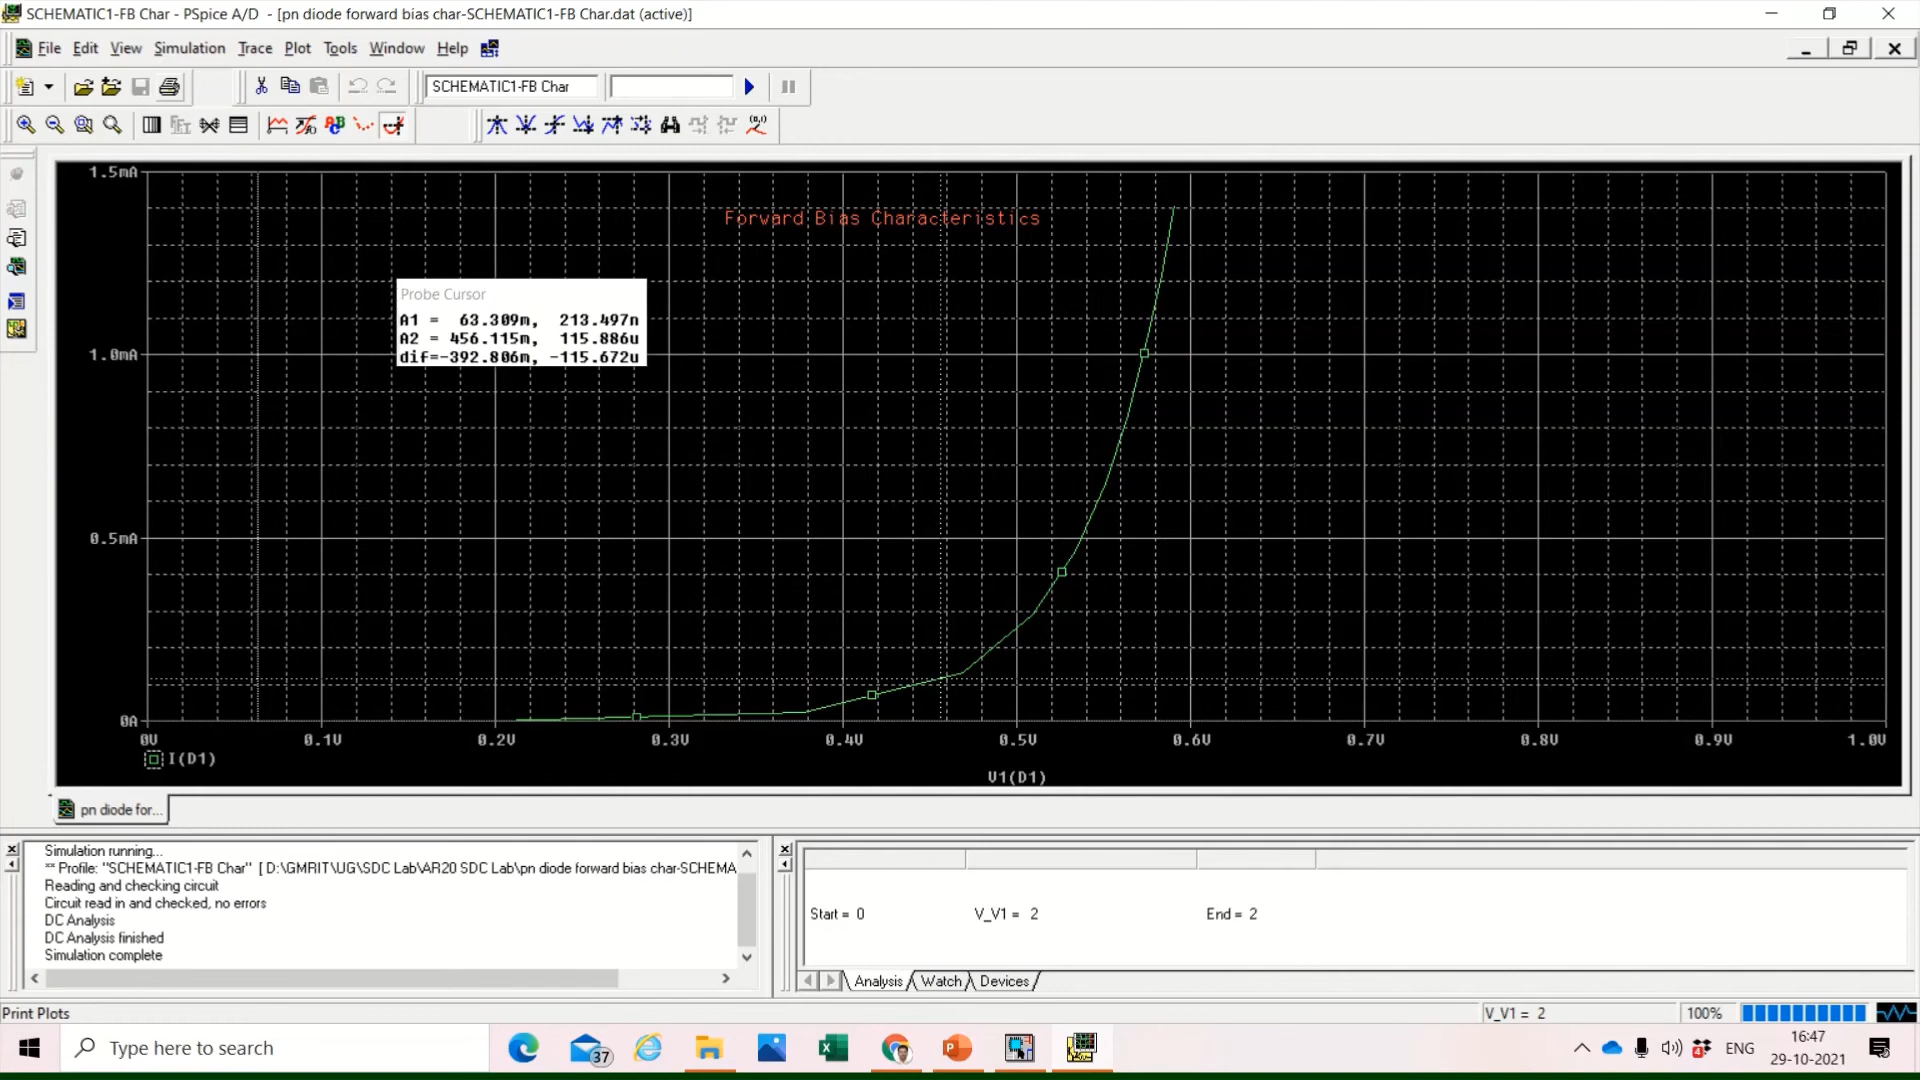 SCHEMATIC1-FB Char - PSpice A/D - [pn diode forward bias char-SCHEMATIC1-FB Char.dat (active)]
File Edit View Simulation Trace Plot Tools Window Help
SCHEMATIC1-FB Char
1.5mA
Forward Bias Characteristics
Probe Cursor
A1 = 63.309m, 213.497n
A2 = 456.115m, 115.886u
dif=-392.806m, -115.672u
1.0mA
0.5mA
0A
0V 0.1V 0.2V 0.3V 0.4V 0.5V 0.6V 0.7V 0.8V 0.9V 1.0V
I(D1)
V1(D1)
pn diode for...
Simulation running...
** Profile: "SCHEMATIC1-FB Char" [ D:\GMRIT\UG\SDC Lab\AR20 SDC Lab\pn diode forward bias char-SCHEMA
Reading and checking circuit
Circuit read in and checked, no errors
DC Analysis
DC Analysis finished
Simulation complete
Start = 0 V_V1 = 2 End = 2
Analysis Watch Devices
Print Plots V_V1 = 2 100%
Type here to search 37 ENG 16:47
29-10-2021